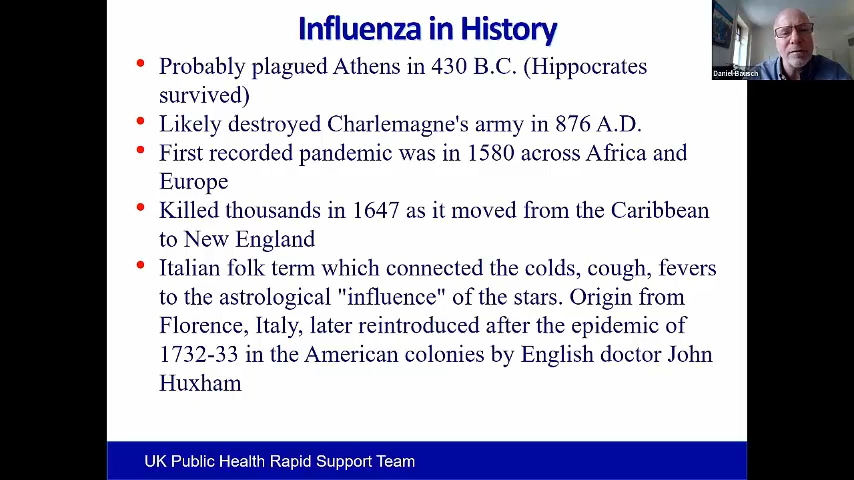 Influenza in History
Daniel Bausch
• Probably plagued Athens in 430 B.C. (Hippocrates
survived)
• Likely destroyed Charlemagne's army in 876 A.D.
• First recorded pandemic was in 1580 across Africa and
Europe
• Killed thousands in 1647 as it moved from the Caribbean
to New England
• Italian folk term which connected the colds, cough, fevers
to the astrological "influence" of the stars. Origin from
Florence, Italy, later reintroduced after the epidemic of
1732-33 in the American colonies by English doctor John
Huxham
UK Public Health Rapid Support Team